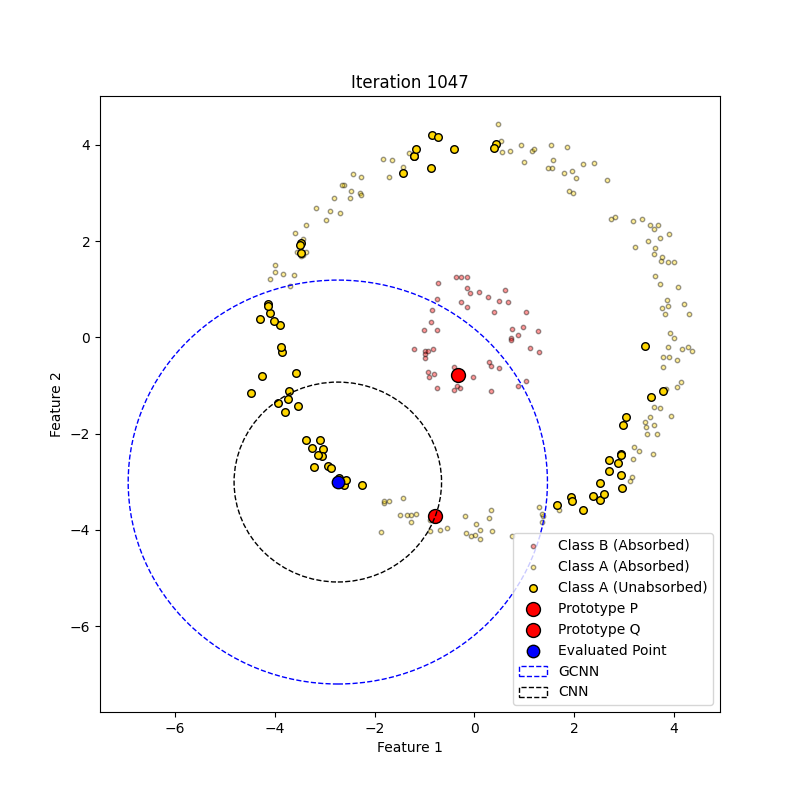 Iteration 1047
Feature 2
4
2
0
−2
−4
−6
Class B (Absorbed)
Class A (Absorbed)
Class A (Unabsorbed)
Prototype P
Prototype Q
Evaluated Point
GCNN
CNN
−6 −4 −2 0 2 4
Feature 1